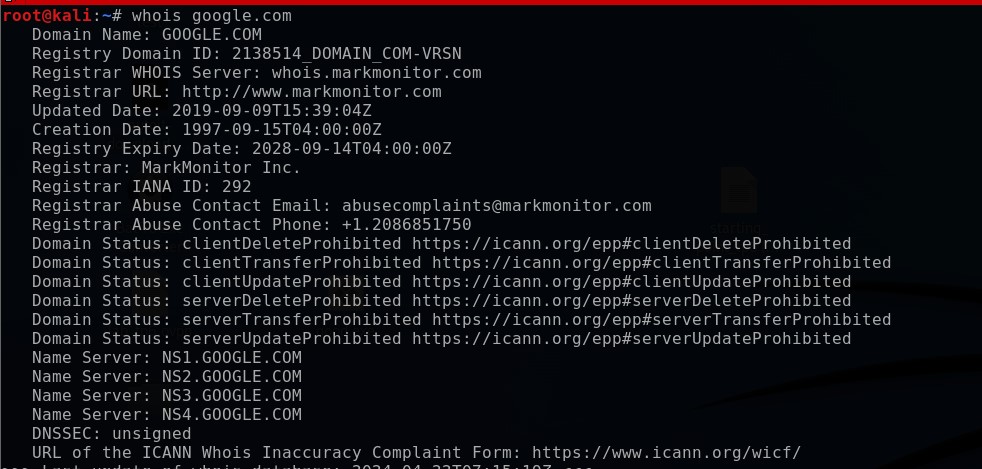 root@kali:~# whois google.com
Domain Name: GOOGLE.COM
Registry Domain ID: 2138514_DOMAIN_COM-VRSN
Registrar WHOIS Server: whois.markmonitor.com
Registrar URL: http://www.markmonitor.com
Updated Date: 2019-09-09T15:39:04Z
Creation Date: 1997-09-15T04:00:00Z
Registry Expiry Date: 2028-09-14T04:00:00Z
Registrar: MarkMonitor Inc.
Registrar IANA ID: 292
Registrar Abuse Contact Email: abusecomplaints@markmonitor.com
Registrar Abuse Contact Phone: +1.2086851750
Domain Status: clientDeleteProhibited https://icann.org/epp#clientDeleteProhibited
Domain Status: clientTransferProhibited https://icann.org/epp#clientTransferProhibited
Domain Status: clientUpdateProhibited https://icann.org/epp#clientUpdateProhibited
Domain Status: serverDeleteProhibited https://icann.org/epp#serverDeleteProhibited
Domain Status: serverTransferProhibited https://icann.org/epp#serverTransferProhibited
Domain Status: serverUpdateProhibited https://icann.org/epp#serverUpdateProhibited
Name Server: NS1.GOOGLE.COM
Name Server: NS2.GOOGLE.COM
Name Server: NS3.GOOGLE.COM
Name Server: NS4.GOOGLE.COM
DNSSEC: unsigned
URL of the ICANN Whois Inaccuracy Complaint Form: https://www.icann.org/wicf/